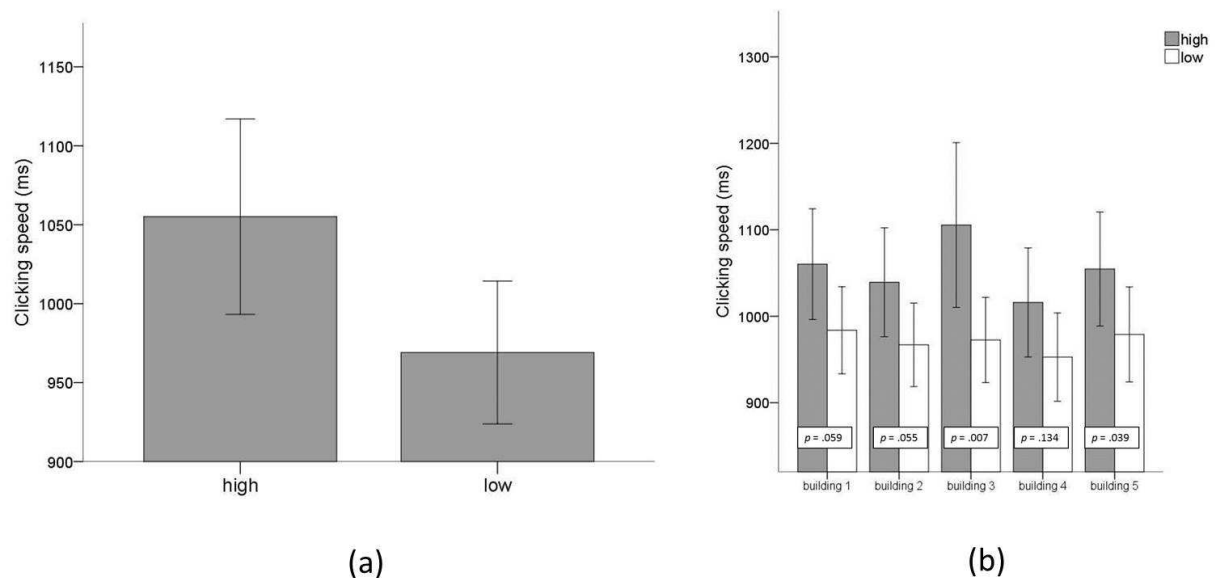 1150
1100
1050
1000
950
900
Clicking speed (ms)
high
low
(a)
1300
1200
1100
1000
900
Clicking speed (ms)
high
low
p = .059
p = .055
p = .007
p = .134
p = .039
building 1
building 2
building 3
building 4
building 5
(b)